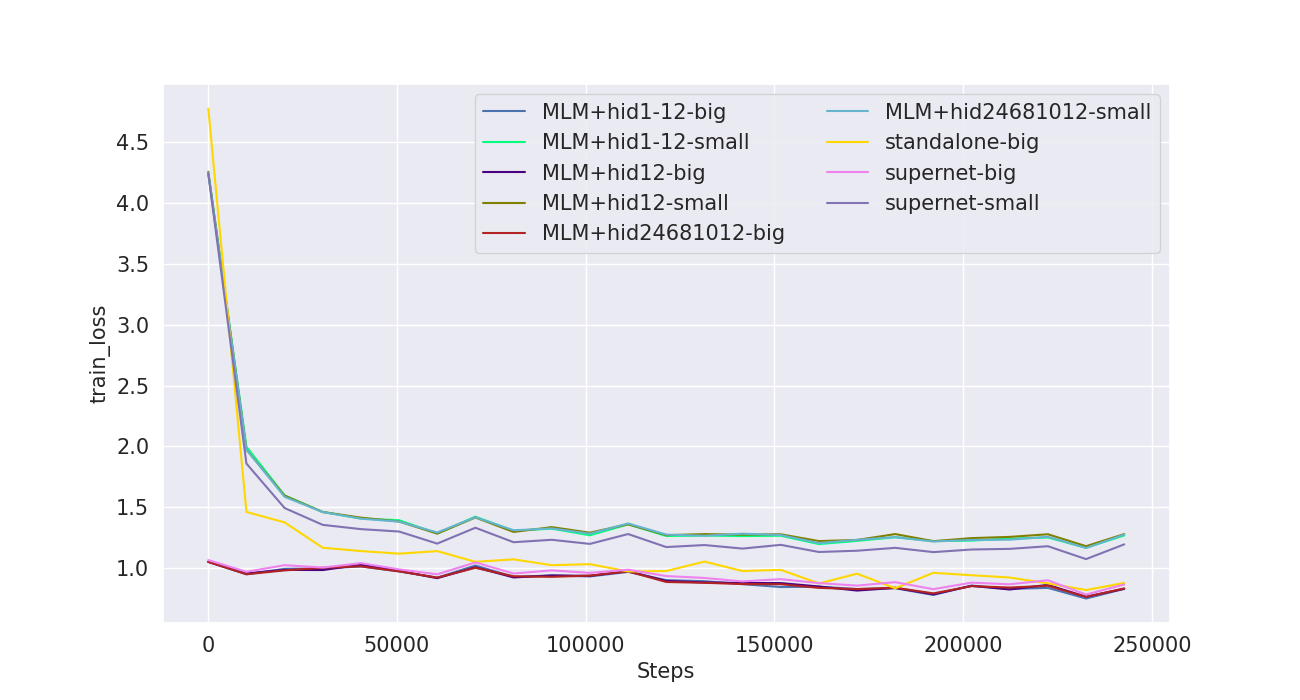 MLM+hid1-12-big
MLM+hid1-12-small
MLM+hid12-big
MLM+hid12-small
MLM+hid24681012-big
MLM+hid24681012-small
standalone-big
supernet-big
supernet-small
4.5
4.0
3.5
3.0
2.5
2.0
1.5
1.0
train_loss
0
50000
100000
150000
200000
250000
Steps